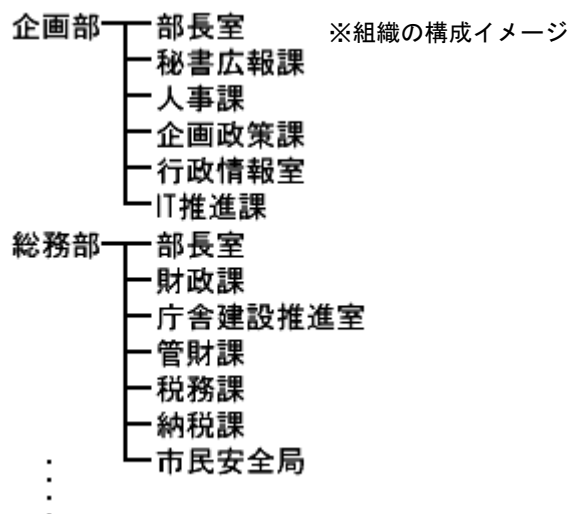 企画部 部長室 ※組織の構成イメージ
秘書広報課
人事課
企画政策課
行政情報室
IT推進課
総務部 部長室
財政課
庁舎建設推進室
管財課
税務課
納税課
市民安全局